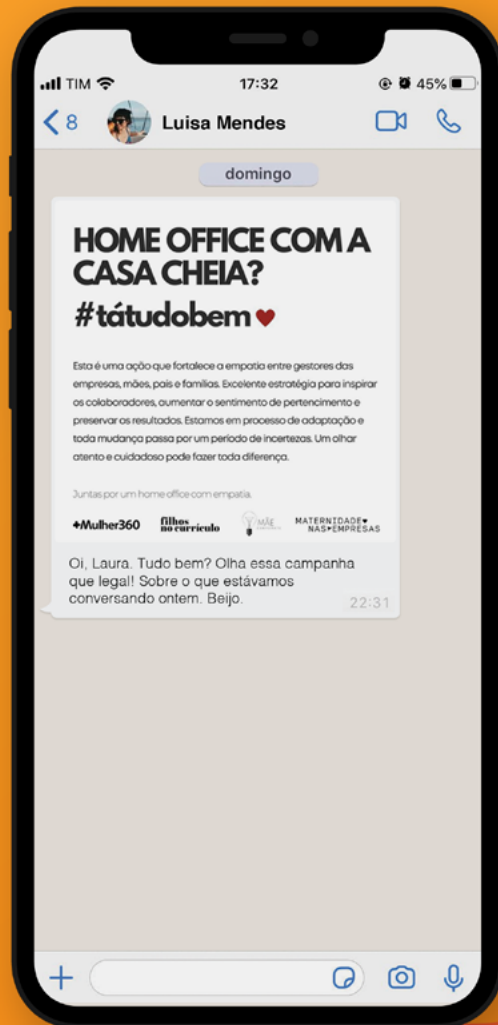 TIM
17:32
45%
8
Luisa Mendes
domingo
HOME OFFICE COM A
CASA CHEIA?
#tátudobem
Esta é uma ação que fortalece a empatia entre gestores das
empresas, mães, pais e famílias. Excelente estratégia para inspirar
os colaboradores, aumentar o sentimento de pertencimento e
preservar os resultados. Estamos em processo de adaptação e
toda mudança passa por um período de incertezas. Um olhar
atento e cuidadoso pode fazer toda diferença.
Juntas por um home office com empatia.
+Mulher360
filhos
no currículo
MÃE
MATERNIDADE
NAS EMPRESAS
Oi, Laura. Tudo bem? Olha essa campanha
que legal! Sobre o que estávamos
conversando ontem. Beijo.
22:31